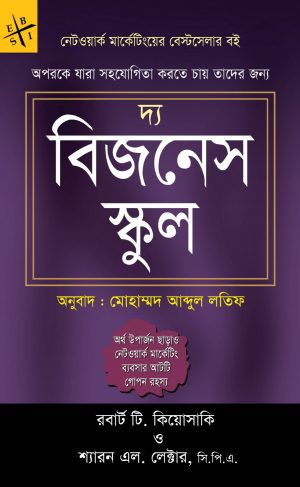 E B
S I
নেটওয়ার্ক মার্কেটিংয়ের বেস্টসেলার বই
অপরকে যারা সহযোগিতা করতে চায় তাদের জন্য
দ্য
বিজনেস
স্কুল
অনুবাদ : মোহাম্মদ আব্দুল লতিফ
অর্থ উপার্জন ছাড়াও
নেটওয়ার্ক মার্কেটিং
ব্যবসার আটটি
গোপন রহস্য
রবার্ট টি. কিয়োসাকি
ও
শ্যারন এল. লেক্টার, সি.পি.এ.